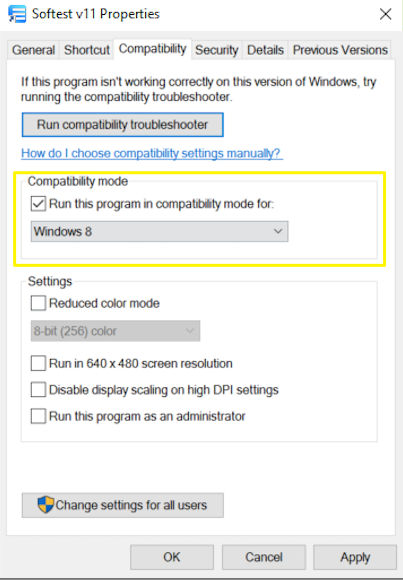 Softest v11 Properties
General Shortcut Compatibility Security Details Previous Versions
If this program isn't working correctly on this version of Windows, try
running the compatibility troubleshooter.
Run compatibility troubleshooter
How do I choose compatibility settings manually?
Compatibility mode
Run this program in compatibility mode for:
Windows 8
Settings
Reduced color mode
8-bit (256) color
Run in 640 x 480 screen resolution
Disable display scaling on high DPI settings
Run this program as an administrator
Change settings for all users
OK Cancel Apply